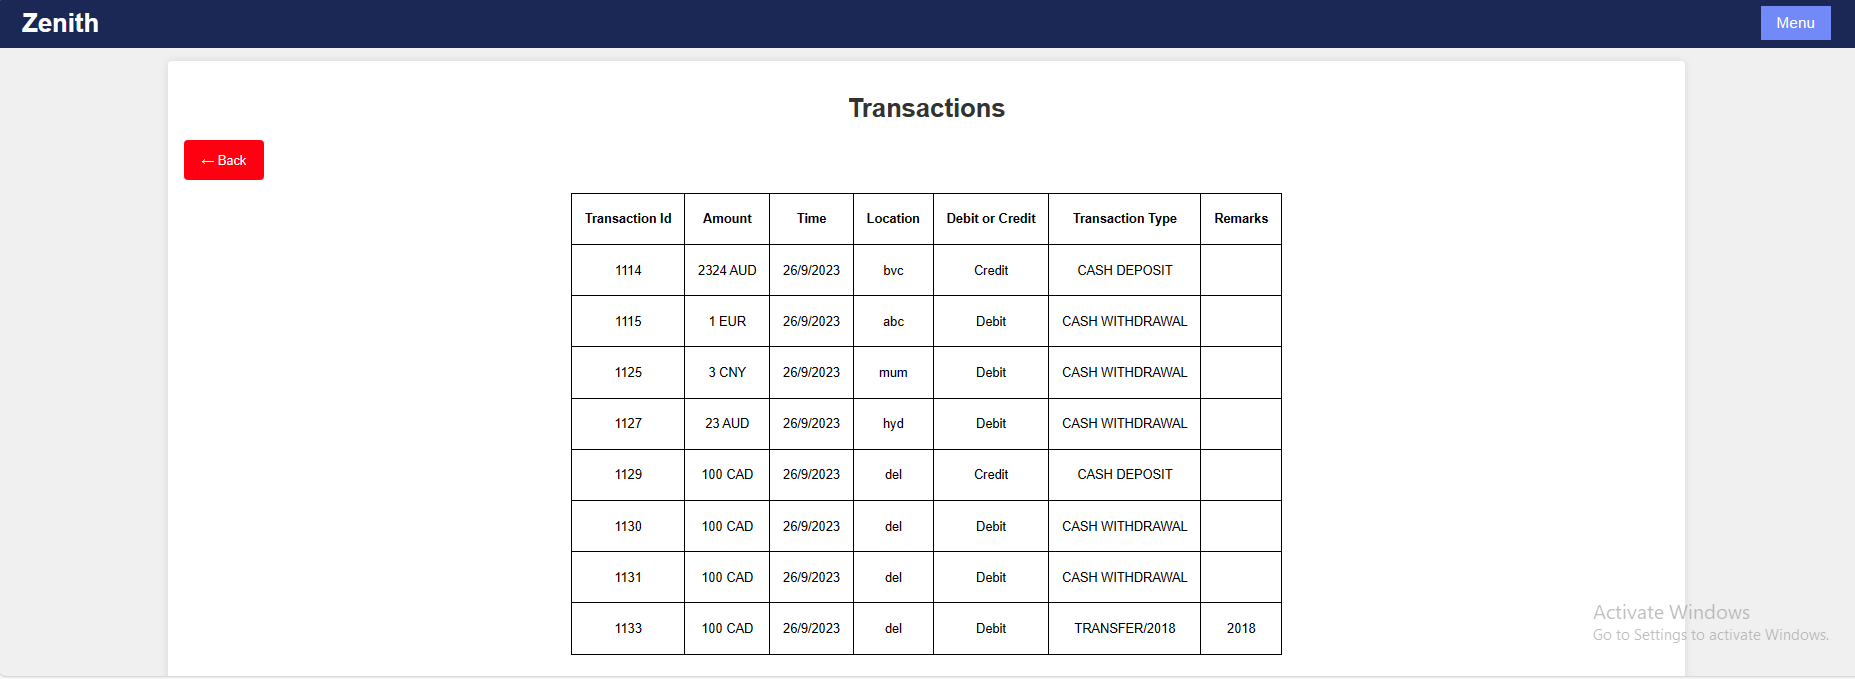 Zenith Menu
Transactions
← Back
Transaction Id Amount Time Location Debit or Credit Transaction Type Remarks
1114 2324 AUD 26/9/2023 bvc Credit CASH DEPOSIT
1115 1 EUR 26/9/2023 abc Debit CASH WITHDRAWAL
1125 3 CNY 26/9/2023 mum Debit CASH WITHDRAWAL
1127 23 AUD 26/9/2023 hyd Debit CASH WITHDRAWAL
1129 100 CAD 26/9/2023 del Credit CASH DEPOSIT
1130 100 CAD 26/9/2023 del Debit CASH WITHDRAWAL
1131 100 CAD 26/9/2023 del Debit CASH WITHDRAWAL
1133 100 CAD 26/9/2023 del Debit TRANSFER/2018 2018
Activate Windows
Go to Settings to activate Windows.